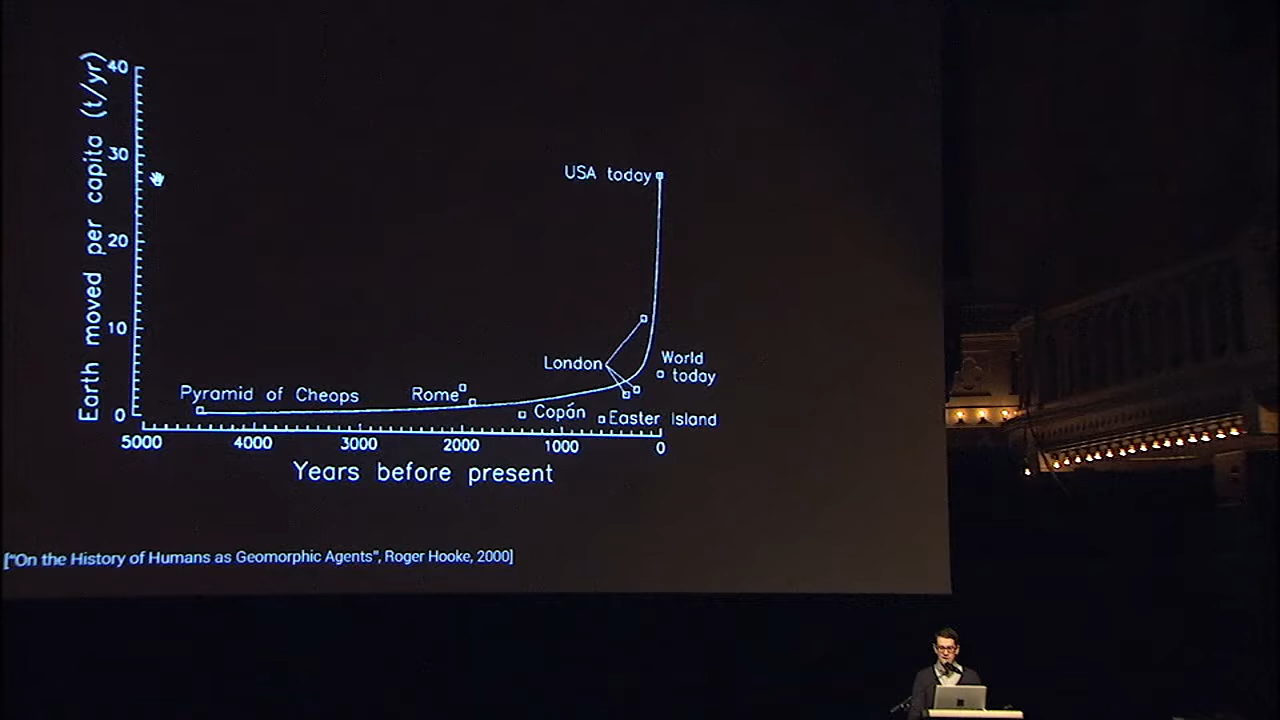 Earth moved per capita (t/yr)
40
30
20
10
0
USA today
London
World
today
Pyramid of Cheops
Rome
Copán
Easter Island
5000 4000 3000 2000 1000 0
Years before present
["On the History of Humans as Geomorphic Agents", Roger Hooke, 2000]